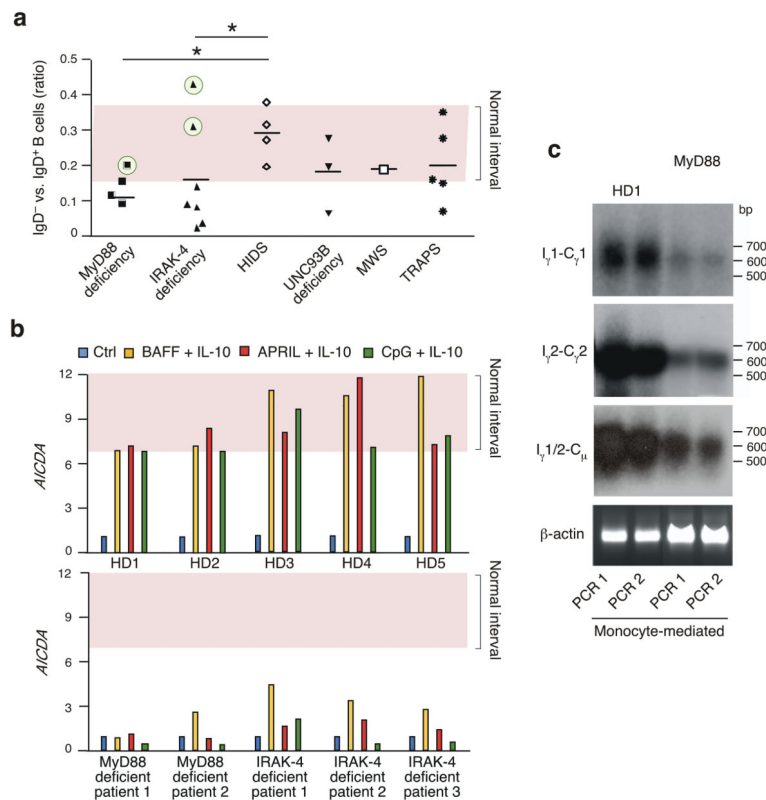 a
*
*
IgD⁻ vs. IgD⁺ B cells (ratio)
0.5
0.4
0.3
0.2
0.1
0
Normal interval
MyD88 deficiency
IRAK-4 deficiency
HIDS
UNC93B deficiency
MWS
TRAPS
b
Ctrl BAFF + IL-10 APRIL + IL-10 CpG + IL-10
AICDA
12
9
6
3
0
Normal interval
HD1 HD2 HD3 HD4 HD5
AICDA
12
9
6
3
0
Normal interval
MyD88 MyD88 IRAK-4 IRAK-4 IRAK-4
deficient deficient deficient deficient deficient
patient 1 patient 2 patient 1 patient 2 patient 3
c
MyD88
HD1
bp
Iγ1-Cγ1
700
600
500
Iγ2-Cγ2
700
600
500
Iγ1/2-Cμ
700
600
500
β-actin
PCR 1 PCR 2 PCR 1 PCR 2
Monocyte-mediated